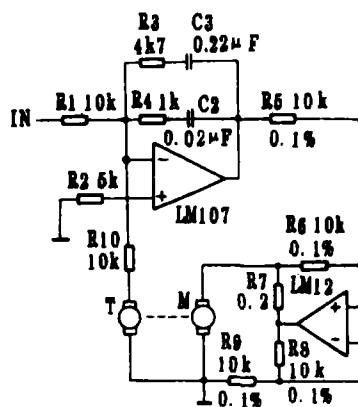 R3
4k7
C3
0.22μF
IN
R1 10k
R4 1k
C2
0.02μF
R5 10k
0.1%
R2 5k
−
+
LM107
R10
10k
R6 10k
0.1%
T
M
R7
0.2
LM12
+
−
R9
10k
0.1%
R8
10k
0.1%